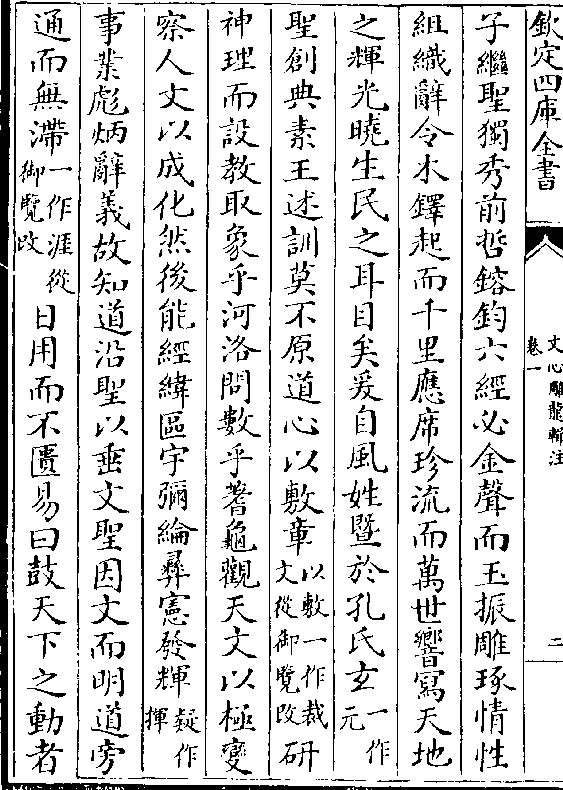 欽定四庫全書
文心雕龍輯注
卷一
二
子繼聖獨秀前哲鎔鈞六經必金聲而玉振雕琢情性
組織辭令木鐸起而千里應席珍流而萬世響寫天地
之輝光曉生民之耳目矣爰自風姓暨於孔氏玄一作
元
聖創典素王述訓莫不原道心以敷章以敷一作裁
文從御覽改
研
神理而設教取象乎河洛問數乎蓍龜觀天文以極變
察人文以成化然後能經緯區宇彌綸彞憲發輝疑作
揮
事業彪炳辭義故知道沿聖以垂文聖因文而明道旁
通而無滯一作涯從
御覽改
日用而不匱易曰鼓天下之動者